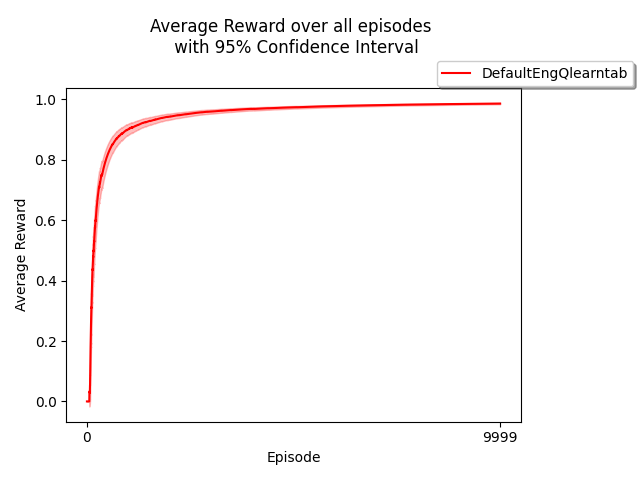 Average Reward over all episodes
with 95% Confidence Interval
DefaultEngQlearntab
1.0
0.8
0.6
0.4
0.2
0.0
Average Reward
0
9999
Episode